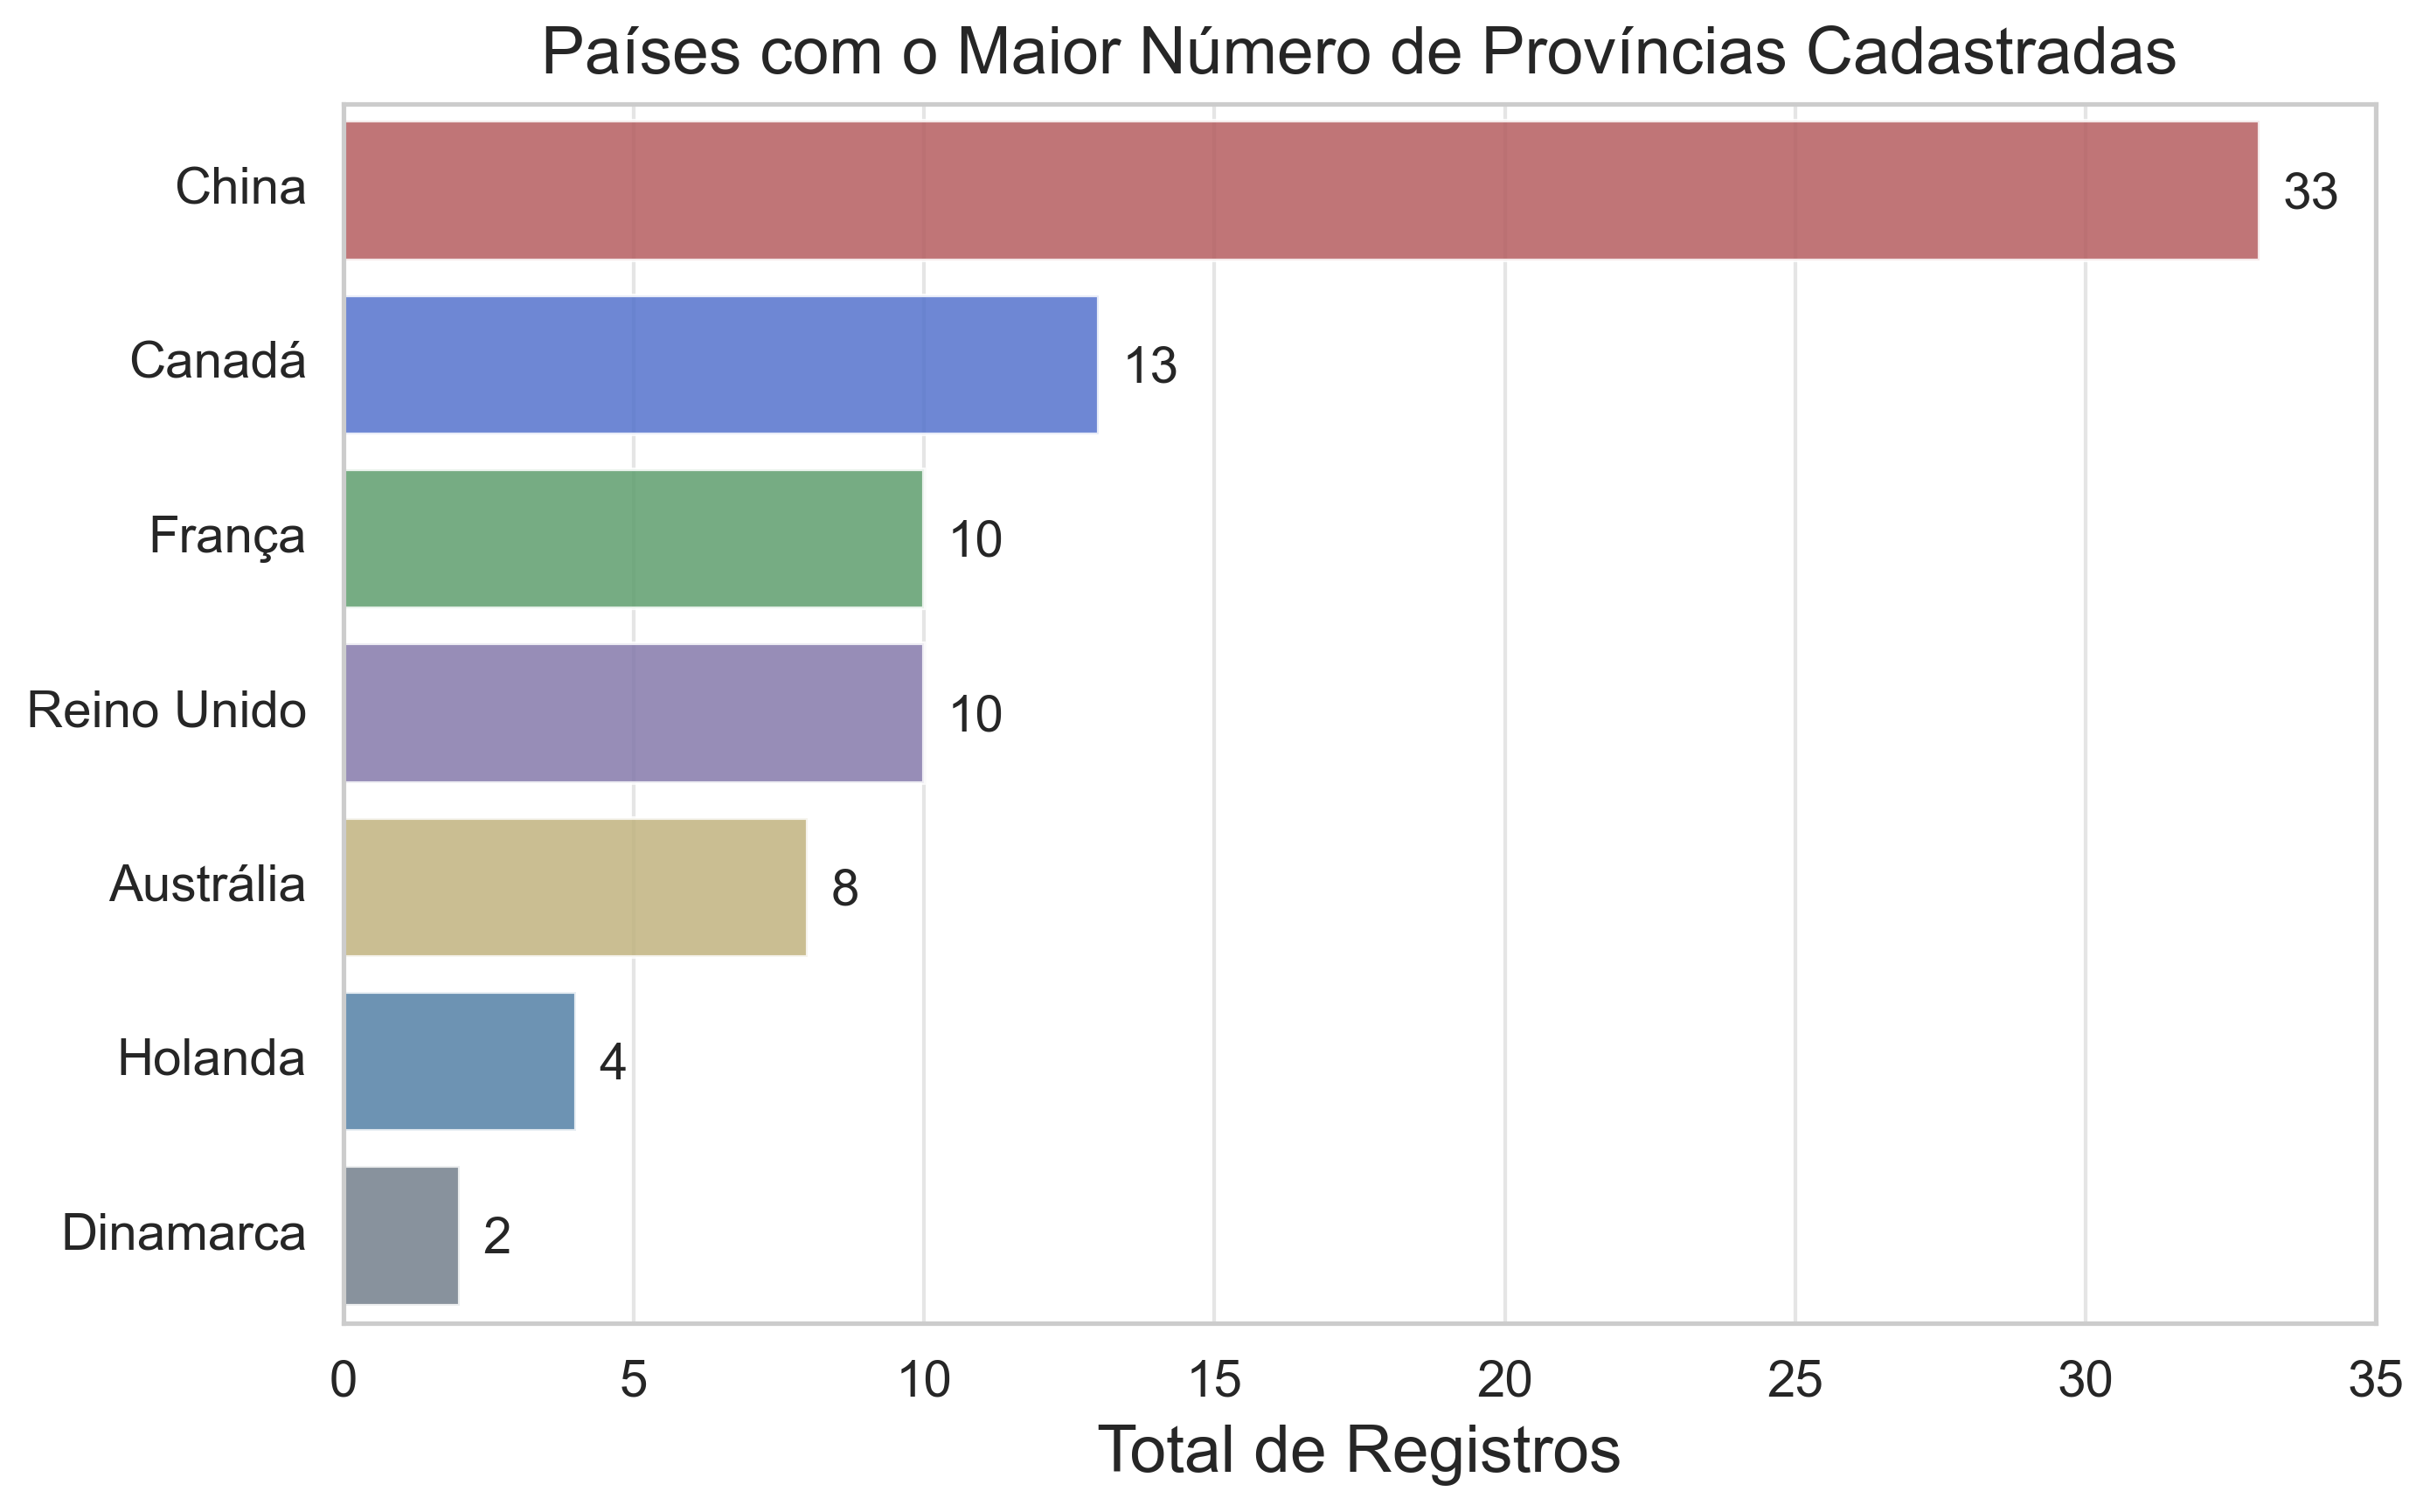 Países com o Maior Número de Províncias Cadastradas
China
33
Canadá
13
França
10
Reino Unido
10
Austrália
8
Holanda
4
Dinamarca
2
0 5 10 15 20 25 30 35
Total de Registros